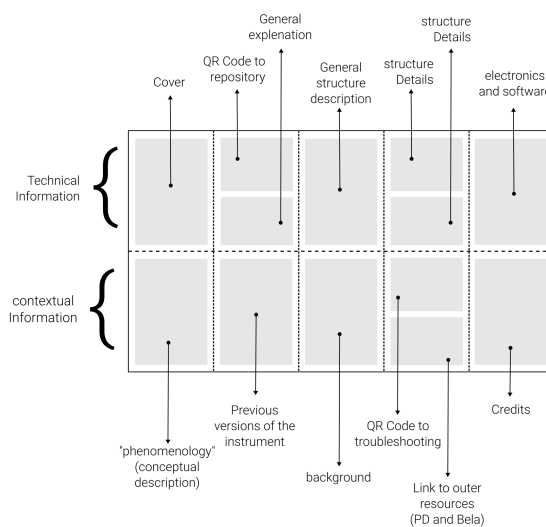 General
explenation
structure
Details
QR Code to
repository
Cover
General
structure
description
structure
Details
electronics
and software
Technical
Information
contextual
Information
Previous
versions of the
instrument
QR Code to
troubleshooting
Credits
"phenomenology"
(conceptual
description)
background
Link to outer
resources
(PD and Bela)